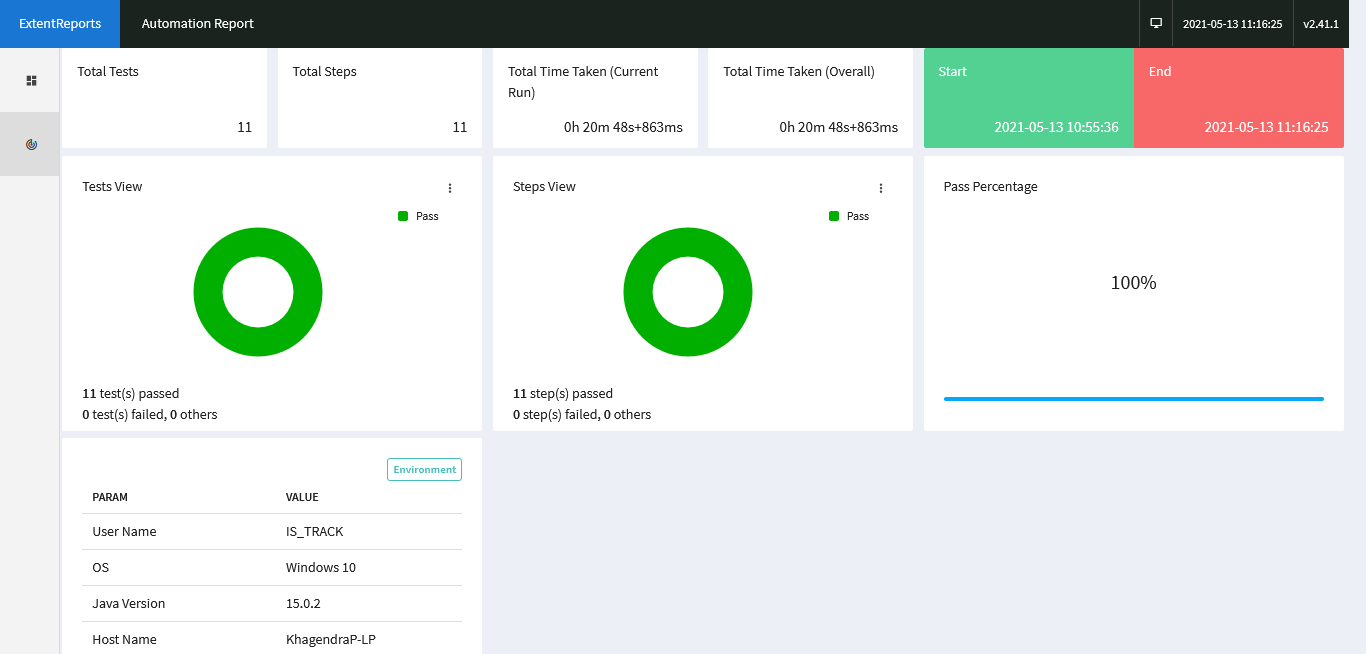 ExtentReports
Automation Report
2021-05-13 11:16:25
v2.41.1
Total Tests
11
Total Steps
11
Total Time Taken (Current
Run)
0h 20m 48s+863ms
Total Time Taken (Overall)
0h 20m 48s+863ms
Start
2021-05-13 10:55:36
End
2021-05-13 11:16:25
Tests View
Pass
11 test(s) passed
0 test(s) failed, 0 others
Steps View
Pass
11 step(s) passed
0 step(s) failed, 0 others
Pass Percentage
100%
Environment
PARAM VALUE
User Name IS_TRACK
OS Windows 10
Java Version 15.0.2
Host Name KhagendraP-LP